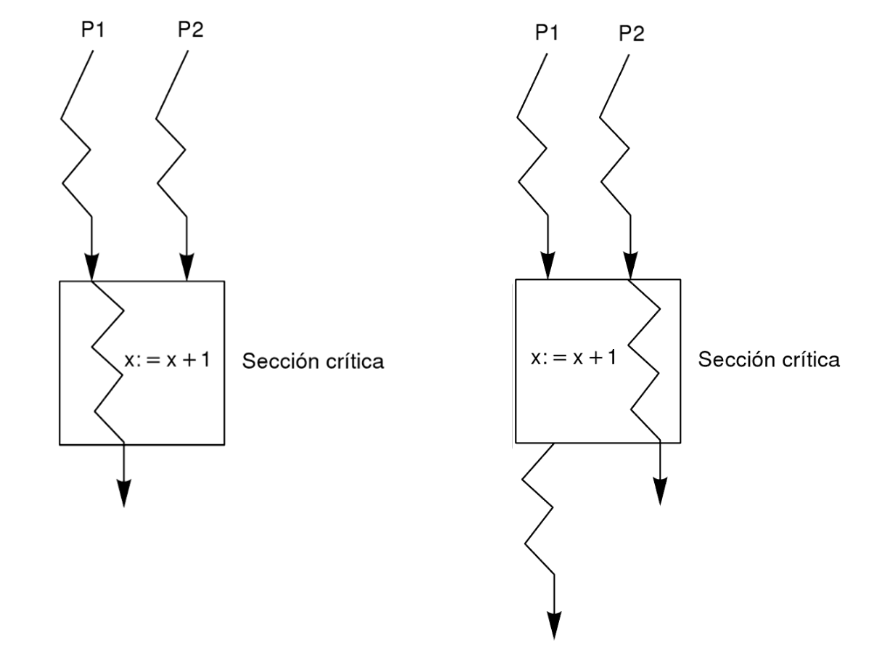 P1 P2
x: = x + 1
Sección crítica
P1 P2
x: = x + 1
Sección crítica